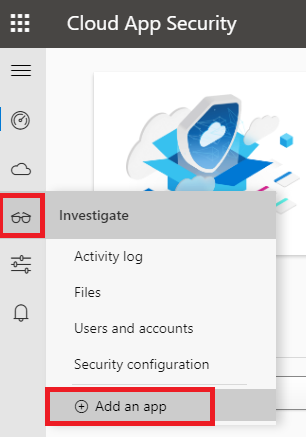 Cloud App Security
Investigate
Activity log
Files
Users and accounts
Security configuration
Add an app